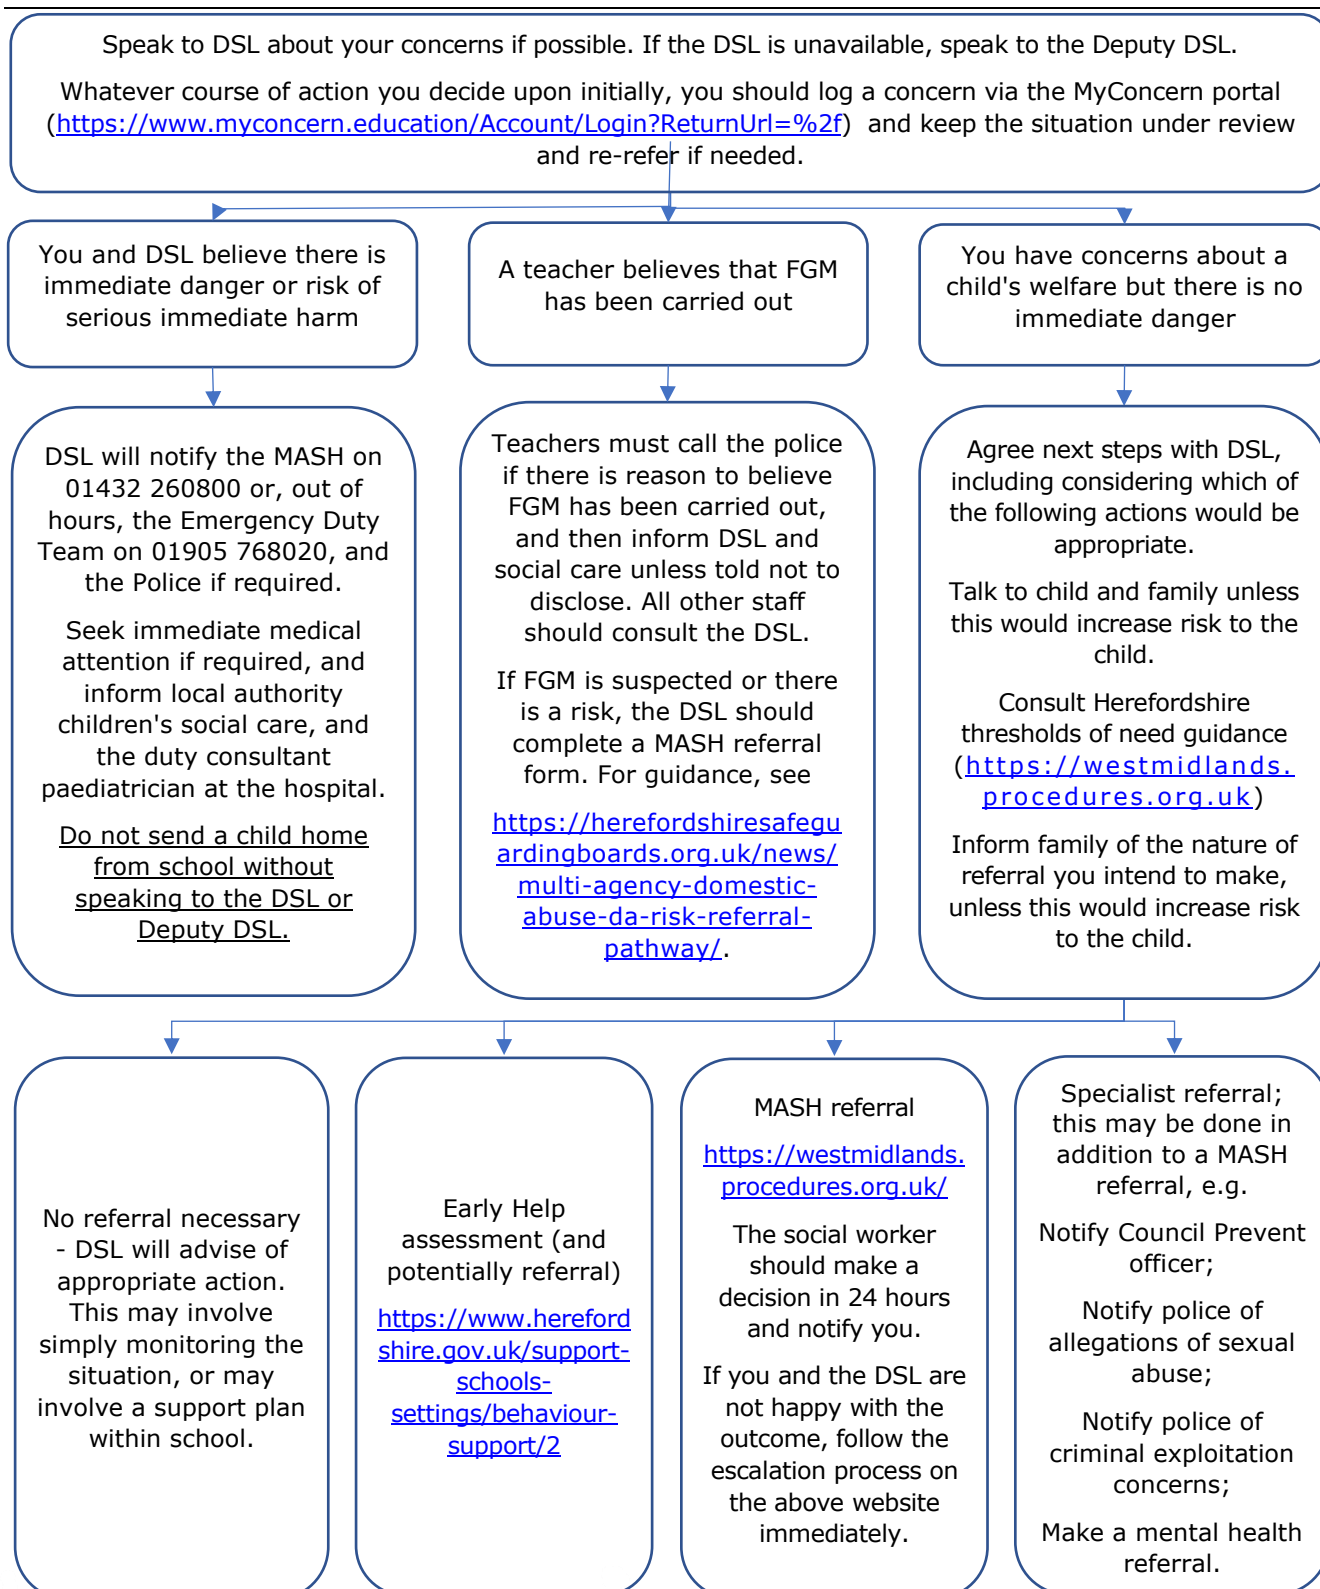 Speak to DSL about your concerns if possible. If the DSL is unavailable, speak to the Deputy DSL.
Whatever course of action you decide upon initially, you should log a concern via the MyConcern portal
(https://www.myconcern.education/Account/Login?ReturnUrl=%2f) and keep the situation under review
and re-refer if needed.
You and DSL believe there is
immediate danger or risk of
serious immediate harm
A teacher believes that FGM
has been carried out
You have concerns about a
child's welfare but there is no
immediate danger
DSL will notify the MASH on
01432 260800 or, out of
hours, the Emergency Duty
Team on 01905 768020, and
the Police if required.
Seek immediate medical
attention if required, and
inform local authority
children's social care, and
the duty consultant
paediatrician at the hospital.
Do not send a child home
from school without
speaking to the DSL or
Deputy DSL.
Teachers must call the police
if there is reason to believe
FGM has been carried out,
and then inform DSL and
social care unless told not to
disclose. All other staff
should consult the DSL.
If FGM is suspected or there
is a risk, the DSL should
complete a MASH referral
form. For guidance, see
https://herefordshiresafegu
ardingboards.org.uk/news/
multi-agency-domestic-
abuse-da-risk-referral-
pathway/.
Agree next steps with DSL,
including considering which of
the following actions would be
appropriate.
Talk to child and family unless
this would increase risk to the
child.
Consult Herefordshire
thresholds of need guidance
(https://westmidlands.
procedures.org.uk)
Inform family of the nature of
referral you intend to make,
unless this would increase risk
to the child.
No referral necessary
- DSL will advise of
appropriate action.
This may involve
simply monitoring the
situation, or may
involve a support plan
within school.
Early Help
assessment (and
potentially referral)
https://www.hereford
shire.gov.uk/support-
schools-
settings/behaviour-
support/2
MASH referral
https://westmidlands.
procedures.org.uk/
The social worker
should make a
decision in 24 hours
and notify you.
If you and the DSL are
not happy with the
outcome, follow the
escalation process on
the above website
immediately.
Specialist referral;
this may be done in
addition to a MASH
referral, e.g.
Notify Council Prevent
officer;
Notify police of
allegations of sexual
abuse;
Notify police of
criminal exploitation
concerns;
Make a mental health
referral.